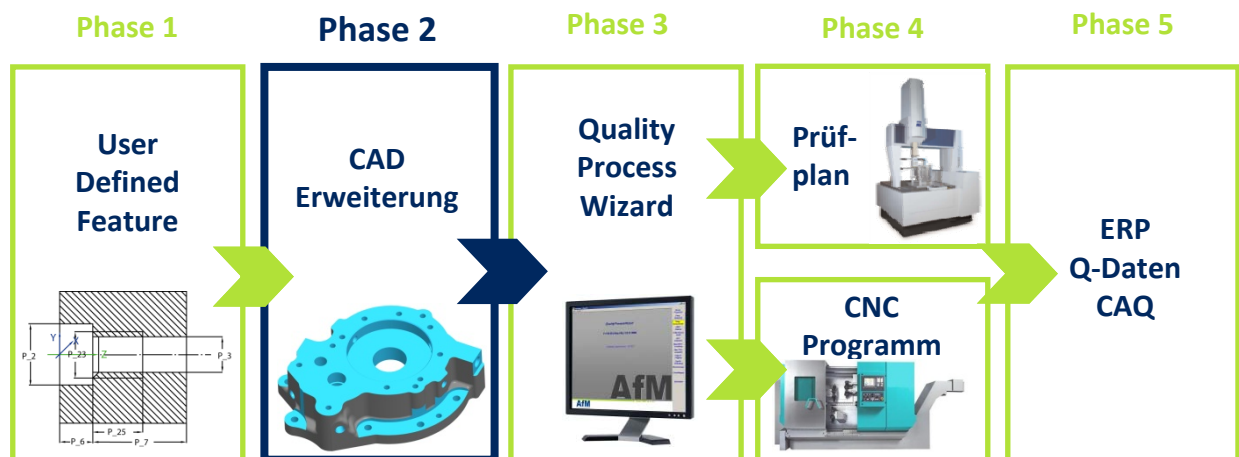 Phase 1
Phase 2
Phase 3
Phase 4
Phase 5
User
Defined
Feature
Y
X
Z
P_2
P_23
P_3
P_25
P_6
P_7
CAD
Erweiterung
Quality
Process
Wizard
AfM
Prüf-
plan
CNC
Programm
ERP
Q-Daten
CAQ